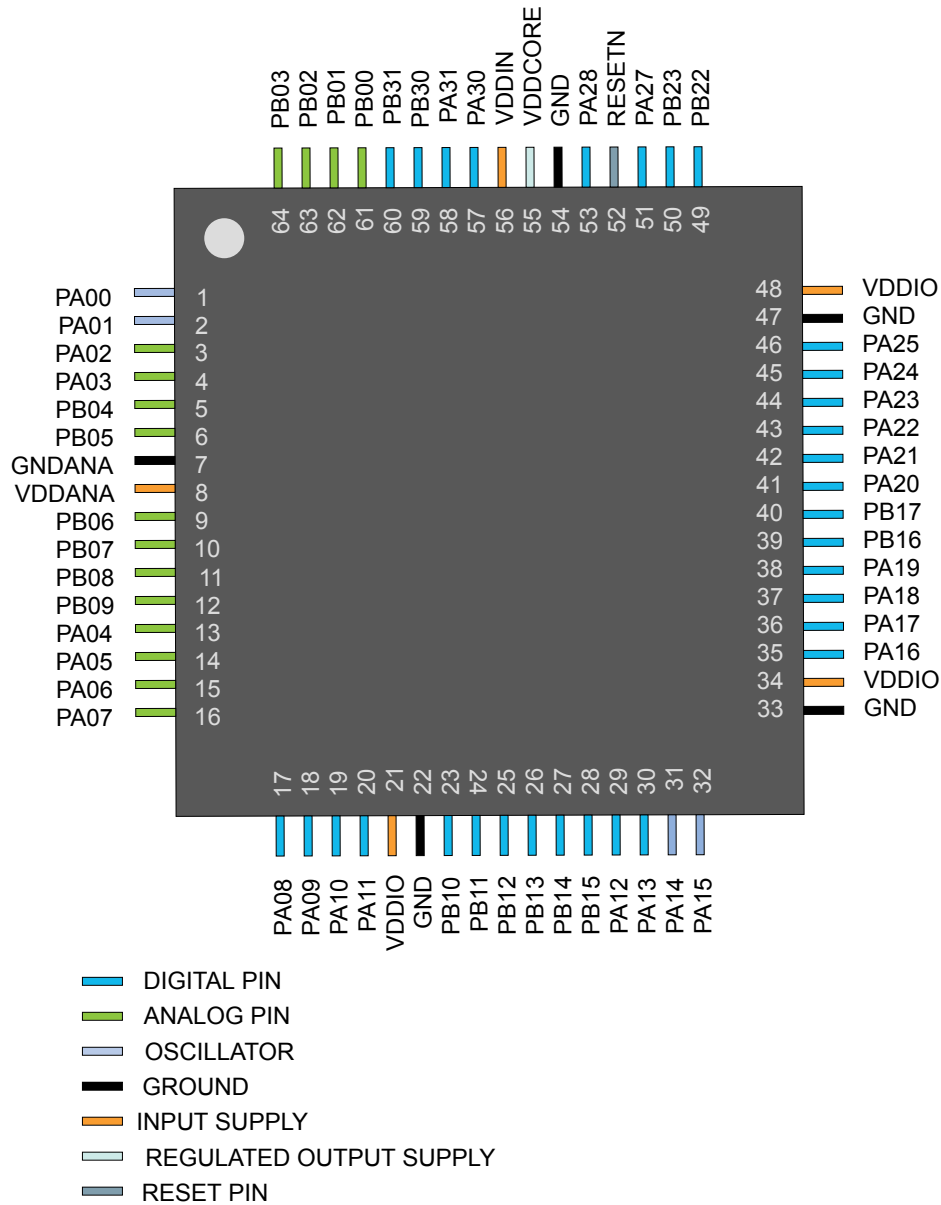 PB03
PB02
PB01
PB00
PB31
PB30
PA31
PA30
VDDIN
VDDCORE
GND
PA28
RESETN
PA27
PB23
PB22
64
63
62
61
60
59
58
57
56
55
54
53
52
51
50
49
PA00 1
PA01 2
PA02 3
PA03 4
PB04 5
PB05 6
GNDANA 7
VDDANA 8
PB06 9
PB07 10
PB08 11
PB09 12
PA04 13
PA05 14
PA06 15
PA07 16
48 VDDIO
47 GND
46 PA25
45 PA24
44 PA23
43 PA22
42 PA21
41 PA20
40 PB17
39 PB16
38 PA19
37 PA18
36 PA17
35 PA16
34 VDDIO
33 GND
17
18
19
20
21
22
23
24
25
26
27
28
29
30
31
32
PA08
PA09
PA10
PA11
VDDIO
GND
PB10
PB11
PB12
PB13
PB14
PB15
PA12
PA13
PA14
PA15
DIGITAL PIN
ANALOG PIN
OSCILLATOR
GROUND
INPUT SUPPLY
REGULATED OUTPUT SUPPLY
RESET PIN